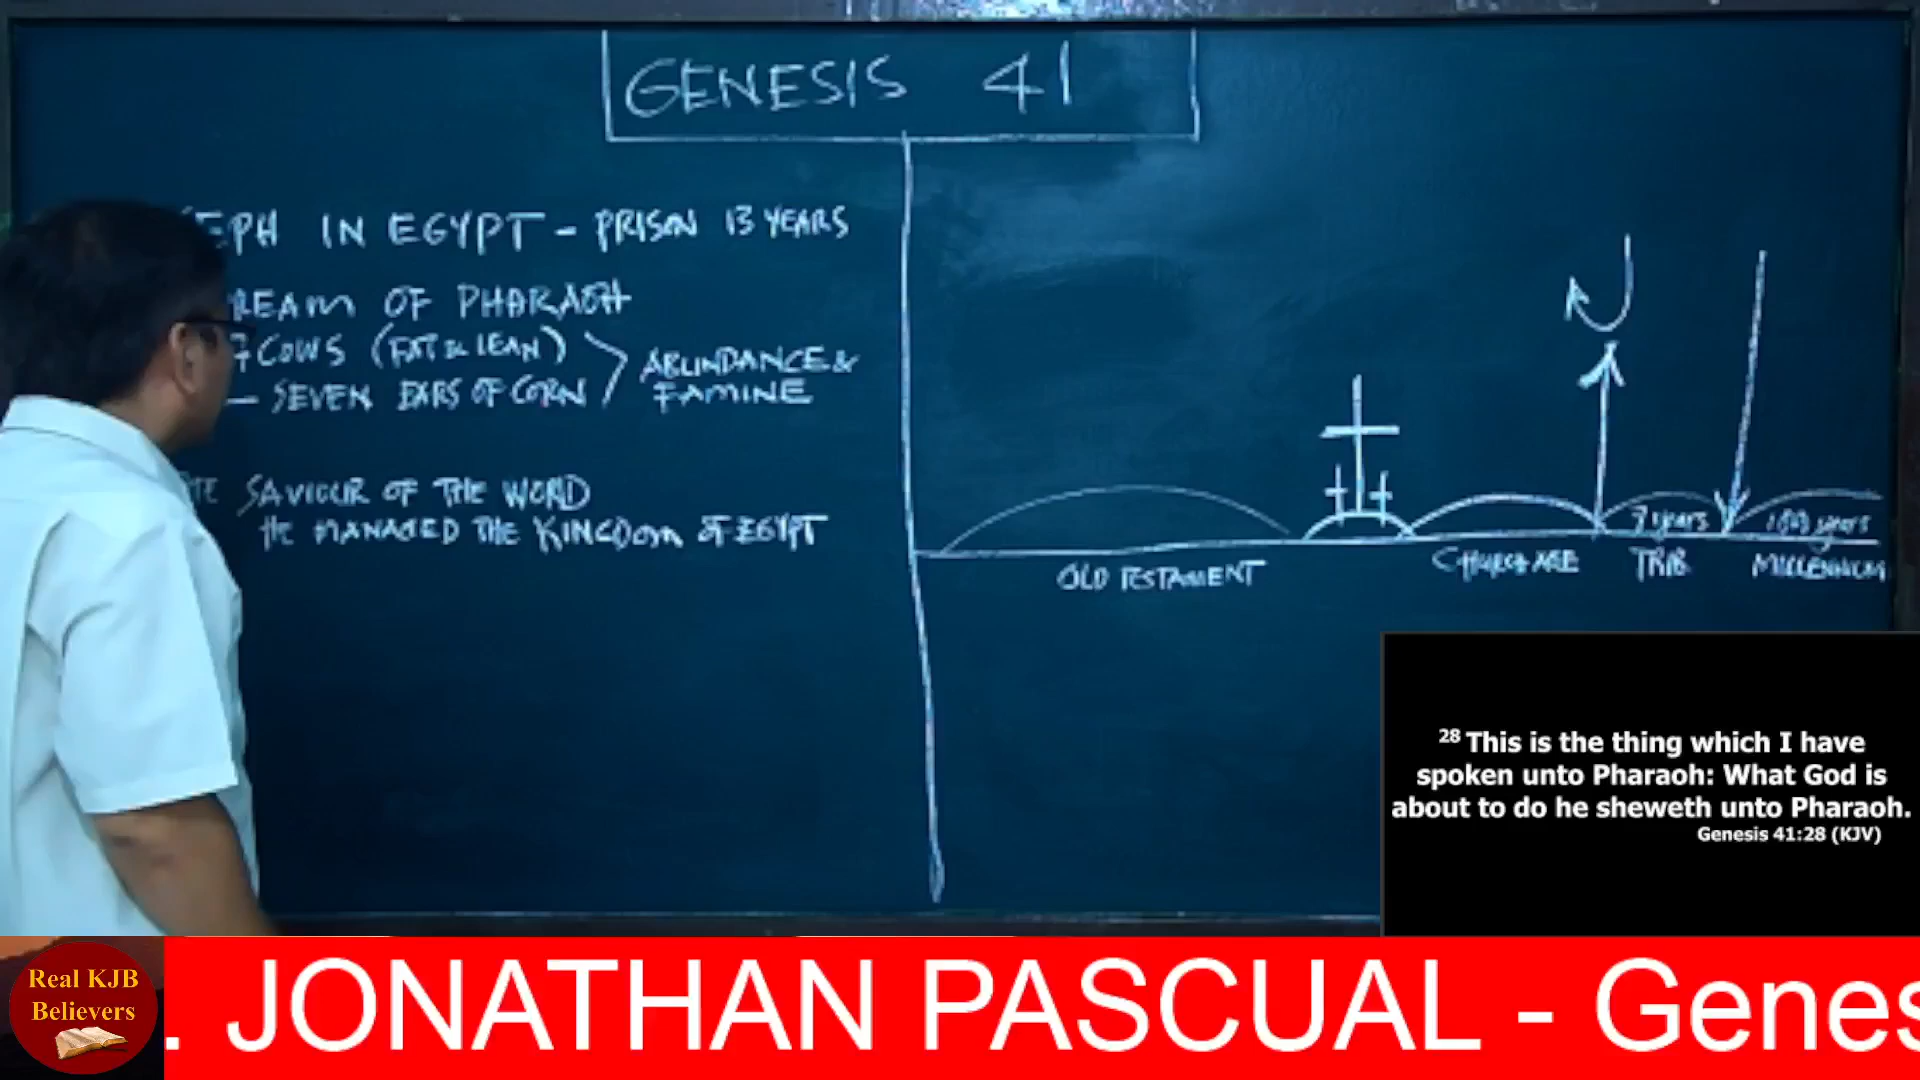 GENESIS 41
EPH IN EGYPT - PRISON 13 YEARS
REAM OF PHARAOH
7 COWS (FAT & LEAN)
- SEVEN EARS OF CORN
ABUNDANCE &
FAMINE
SAVIOUR OF THE WORD
HE MANAGED THE KINGDOM OF EGYPT
7 years
years
OLD TESTAMENT
CHURCH AGE
TRIB
MILLENNIUM
28 This is the thing which I have
spoken unto Pharaoh: What God is
about to do he sheweth unto Pharaoh.
Genesis 41:28 (KJV)
Real KJB
Believers
. JONATHAN PASCUAL - Genes